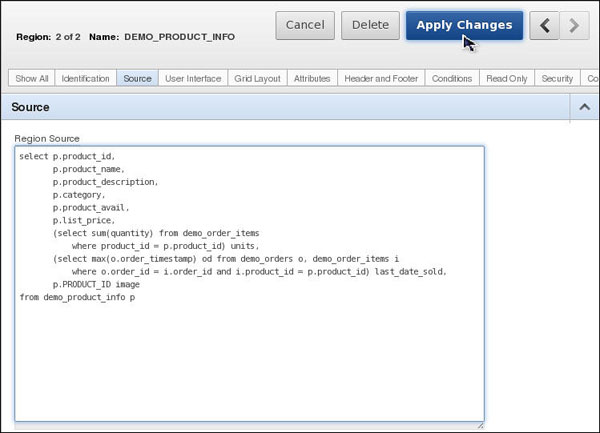 Cancel Delete Apply Changes
Region: 2 of 2 Name: DEMO_PRODUCT_INFO
Show All Identification Source User Interface Grid Layout Attributes Header and Footer Conditions Read Only Security Co
Source
Region Source
select p.product_id,
p.product_name,
p.product_description,
p.category,
p.product_avail,
p.list_price,
(select sum(quantity) from demo_order_items
where product_id = p.product_id) units,
(select max(o.order_timestamp) od from demo_orders o, demo_order_items i
where o.order_id = i.order_id and i.product_id = p.product_id) last_date_sold,
p.PRODUCT_ID image
from demo_product_info p